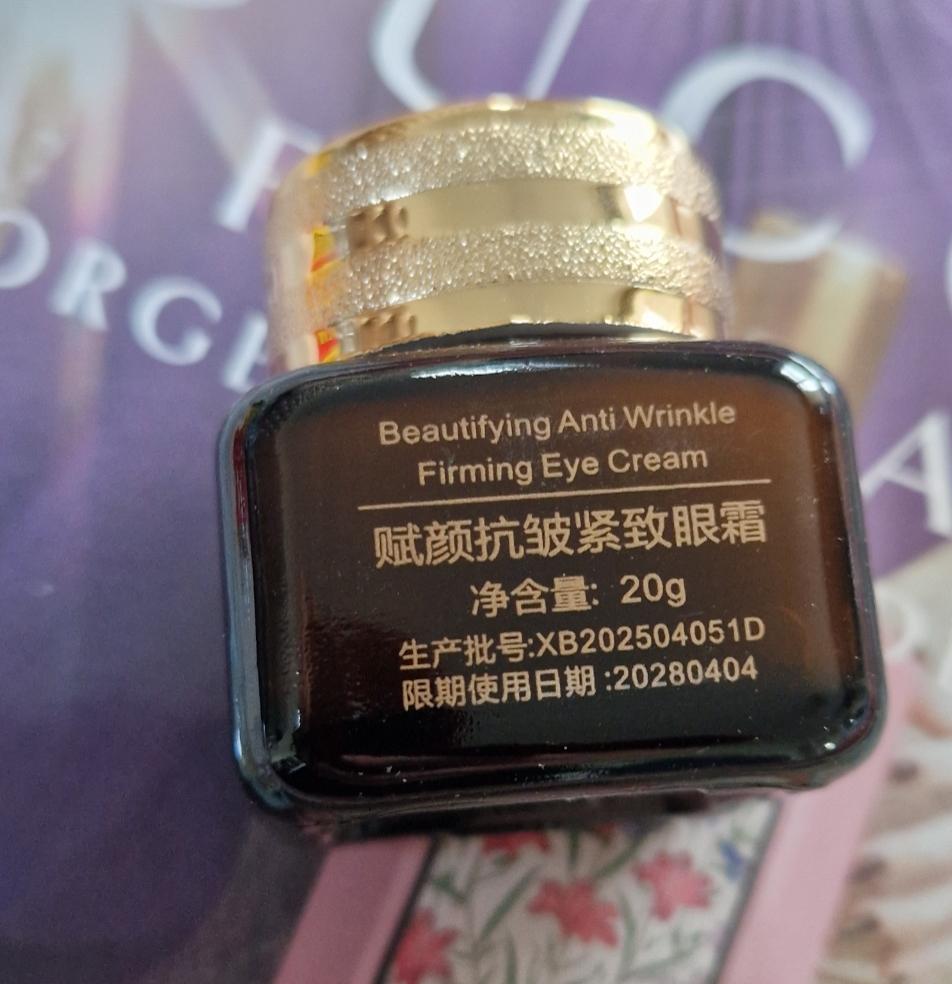 ORGE
Beautifying Anti Wrinkle
Firming Eye Cream
赋颜抗皱紧致眼霜
净含量: 20g
生产批号:XB202504051D
限期使用日期:20280404